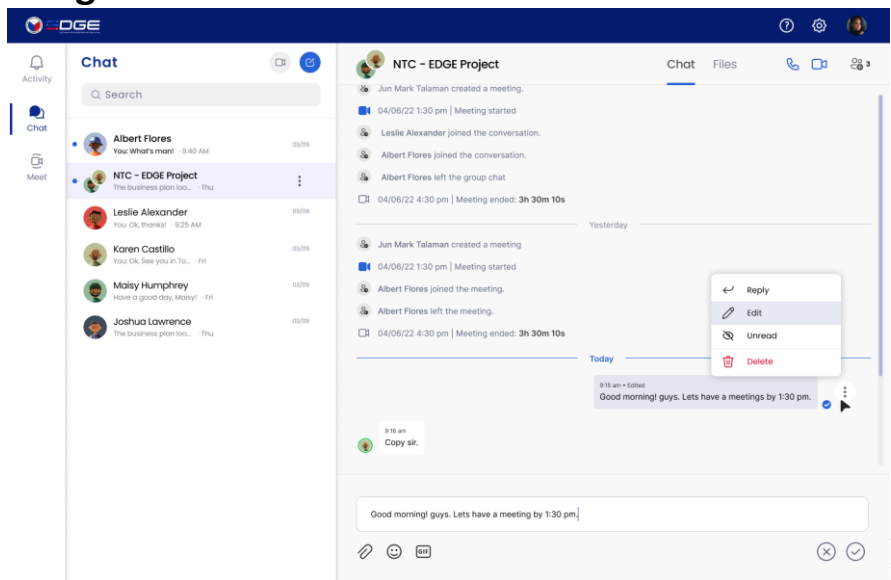 EDGE
Activity
Chat
Meet
Chat
Search
Albert Flores
You: What's man! · 9:40 AM
03/09
NTC - EDGE Project
The business plan loo... · Thu
Leslie Alexander
You: Ok, thanks! · 9:25 AM
03/09
Karen Castillo
You: Ok, See you in To... · Fri
03/09
Maisy Humphrey
Have a good day, Maisy! · Fri
03/09
Joshua Lawrence
The business plan loo... · Thu
03/09
NTC - EDGE Project
Chat Files
3
Jun Mark Talaman created a meeting.
04/06/22 1:30 pm | Meeting started
Leslie Alexander joined the conversation.
Albert Flores joined the conversation.
Albert Flores left the group chat
04/06/22 4:30 pm | Meeting ended: 3h 30m 10s
Yesterday
Jun Mark Talaman created a meeting
04/06/22 1:30 pm | Meeting started
Albert Flores joined the meeting.
Albert Flores left the meeting.
04/06/22 4:30 pm | Meeting ended: 3h 30m 10s
Reply
Edit
Unread
Delete
Today
9:15 am • Edited
Good morning! guys. Lets have a meetings by 1:30 pm.
9:16 am
Copy sir.
Good morning! guys. Lets have a meeting by 1:30 pm.
GIF